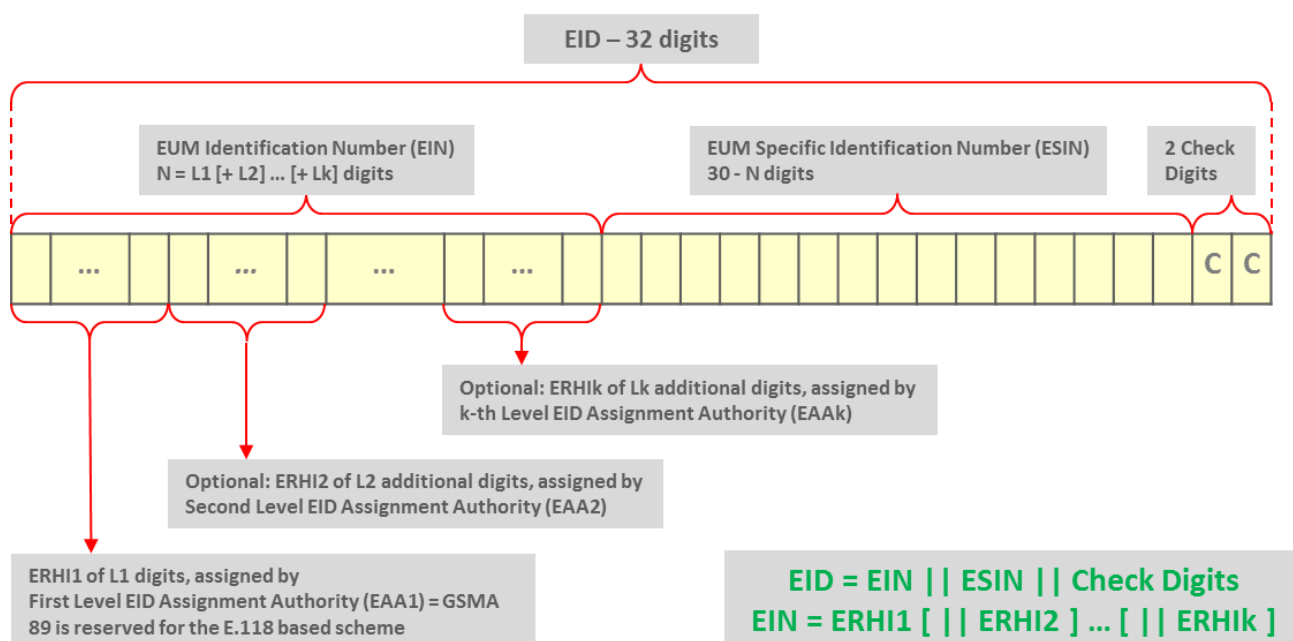 EID – 32 digits
EUM Identification Number (EIN)
N = L1 [+ L2] ... [+ Lk] digits
EUM Specific Identification Number (ESIN)
30 - N digits
2 Check
Digits
... ... ... ... C C
Optional: ERHIk of Lk additional digits, assigned by
k-th Level EID Assignment Authority (EAAk)
Optional: ERHI2 of L2 additional digits, assigned by
Second Level EID Assignment Authority (EAA2)
ERHI1 of L1 digits, assigned by
First Level EID Assignment Authority (EAA1) = GSMA
89 is reserved for the E.118 based scheme
EID = EIN || ESIN || Check Digits
EIN = ERHI1 [ || ERHI2 ] ... [ || ERHIk ]